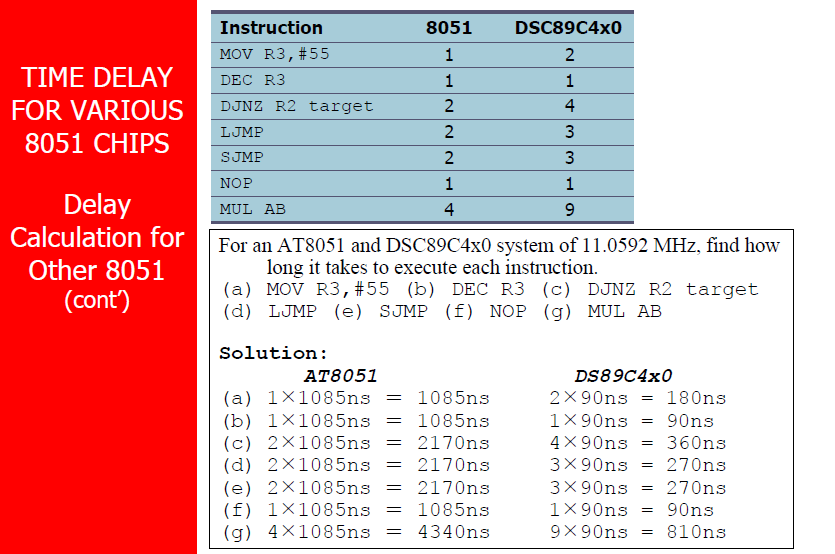 TIME DELAY
FOR VARIOUS
8051 CHIPS
Delay
Calculation for
Other 8051
(cont’)
Instruction 8051 DSC89C4x0
MOV R3,#55 1 2
DEC R3 1 1
DJNZ R2 target 2 4
LJMP 2 3
SJMP 2 3
NOP 1 1
MUL AB 4 9
For an AT8051 and DSC89C4x0 system of 11.0592 MHz, find how
long it takes to execute each instruction.
(a) MOV R3,#55 (b) DEC R3 (c) DJNZ R2 target
(d) LJMP (e) SJMP (f) NOP (g) MUL AB
Solution:
AT8051 DS89C4x0
(a) 1×1085ns = 1085ns 2×90ns = 180ns
(b) 1×1085ns = 1085ns 1×90ns = 90ns
(c) 2×1085ns = 2170ns 4×90ns = 360ns
(d) 2×1085ns = 2170ns 3×90ns = 270ns
(e) 2×1085ns = 2170ns 3×90ns = 270ns
(f) 1×1085ns = 1085ns 1×90ns = 90ns
(g) 4×1085ns = 4340ns 9×90ns = 810ns